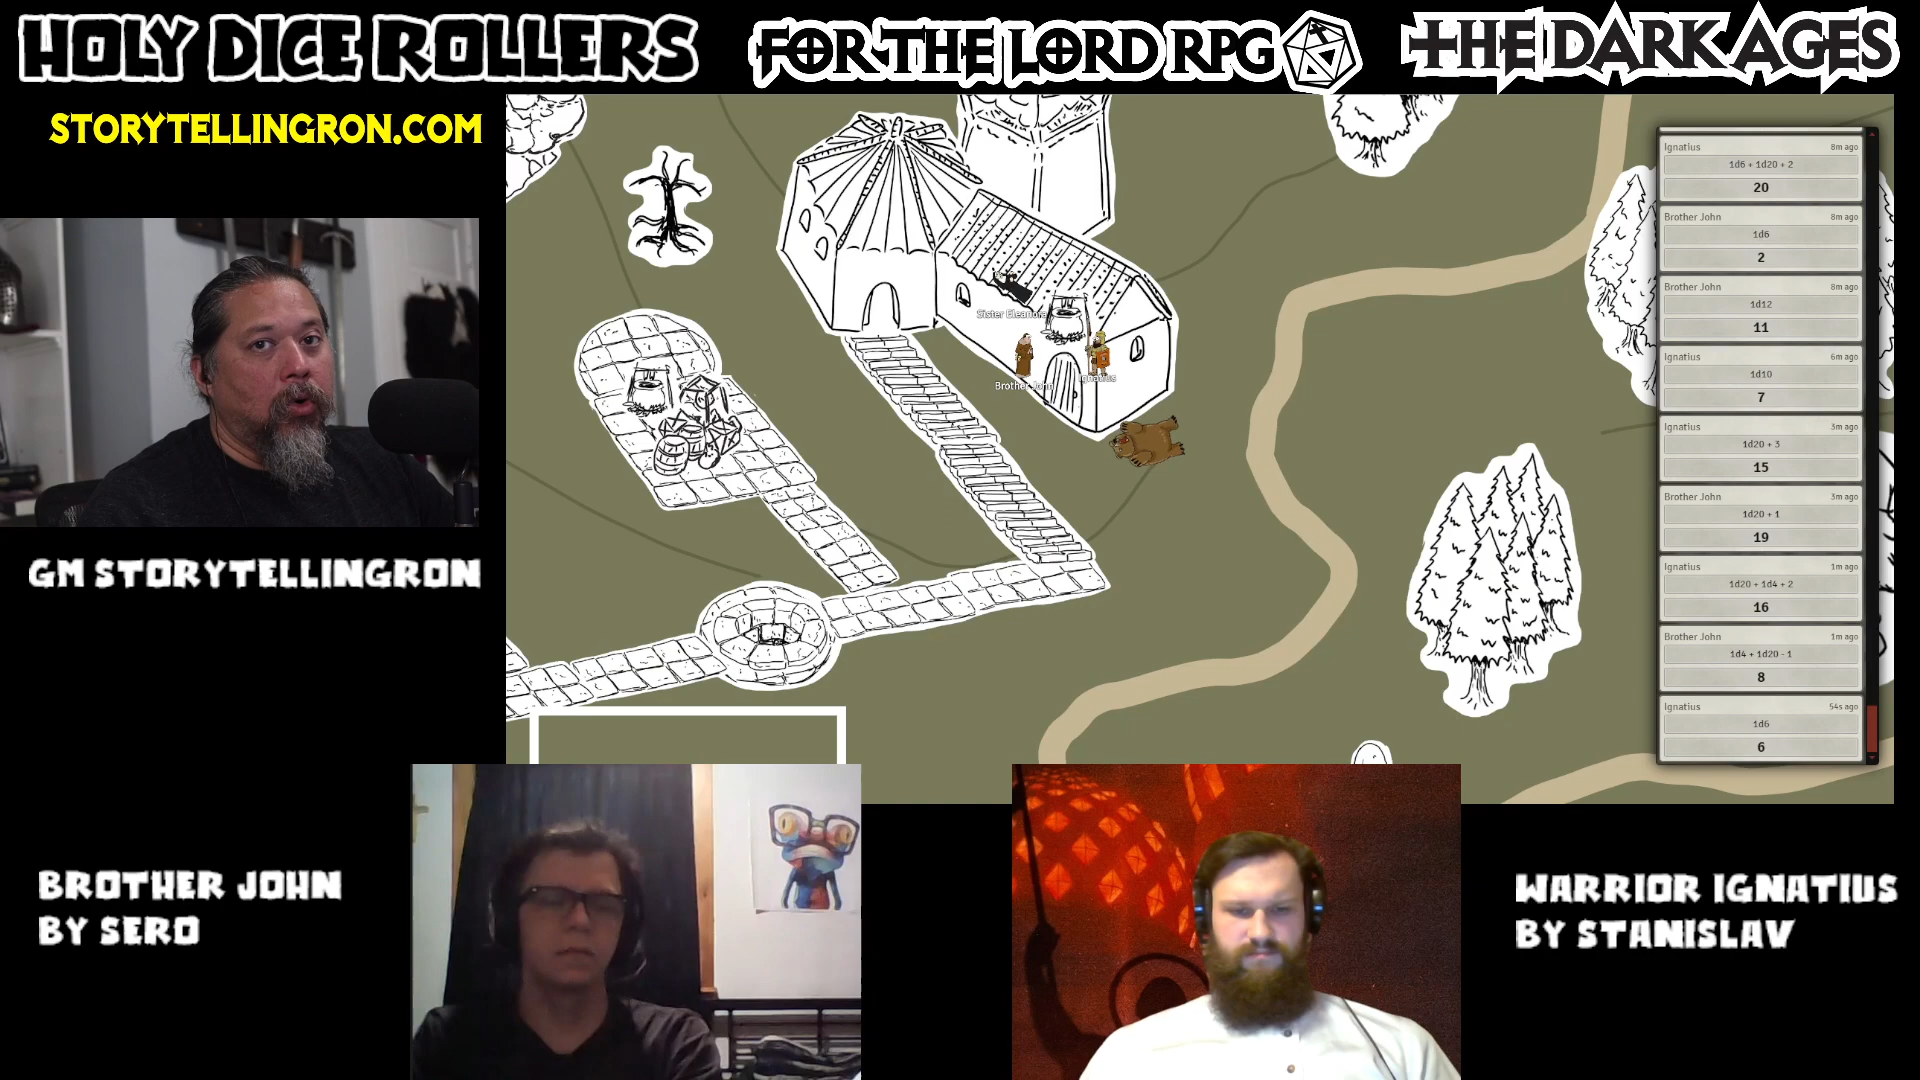 HOLY DICE ROLLERS
FOR THE LORD RPG
THE DARK AGES
STORYTELLINGRON.COM
GM STORYTELLINGRON
Sister Eleanora
Brother John
Ignatius
Ignatius 8m ago
1d6 + 1d20 + 2
20
Brother John 8m ago
1d6
2
Brother John 8m ago
1d12
11
Ignatius 6m ago
1d10
7
Ignatius 3m ago
1d20 + 3
15
Brother John 3m ago
1d20 + 1
19
Ignatius 1m ago
1d20 + 1d4 + 2
16
Brother John 1m ago
1d4 + 1d20 - 1
8
Ignatius 54s ago
1d6
6
BROTHER JOHN
BY SERO
WARRIOR IGNATIUS
BY STANISLAV